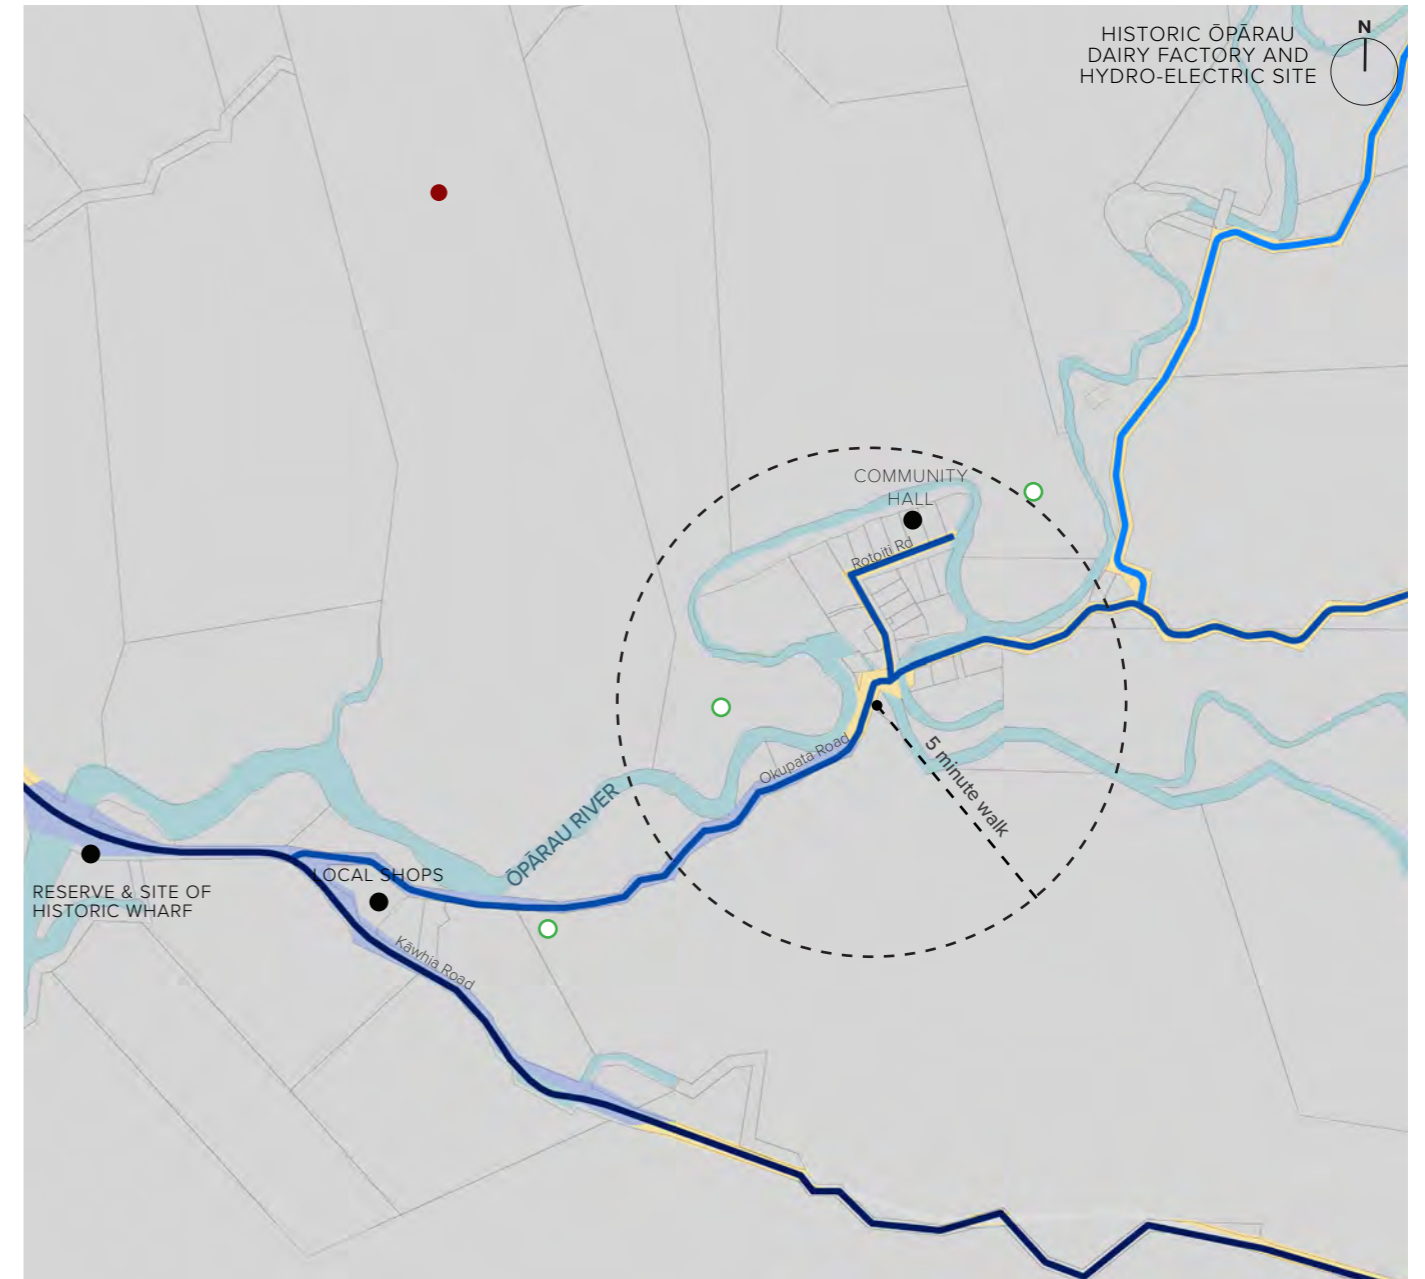 HISTORIC ŌPĀRAU
DAIRY FACTORY AND
HYDRO-ELECTRIC SITE
N
COMMUNITY
HALL
Rotoiti Rd
Okupata Road
5 minute walk
ŌPĀRAU RIVER
LOCAL SHOPS
RESERVE & SITE OF
HISTORIC WHARF
Kāwhia Road